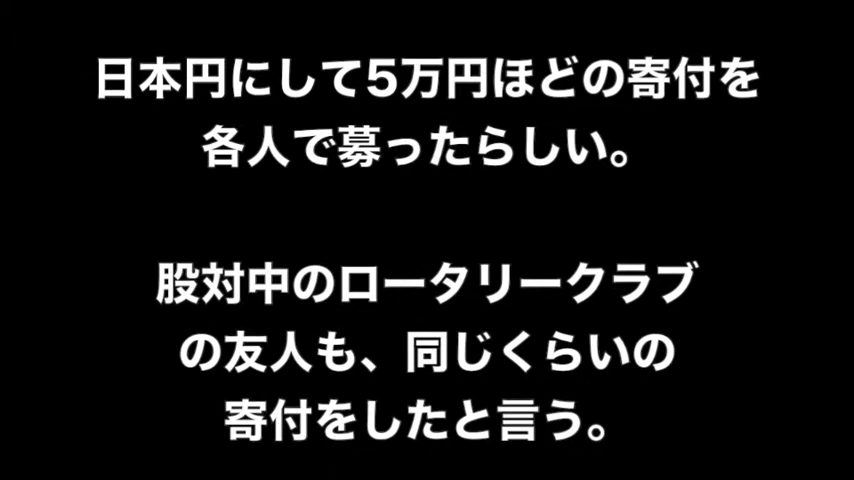 日本円にして5万円ほどの寄付を
各人で募ったらしい。
股対中のロータリークラブ
の友人も、同じくらいの
寄付をしたと言う。